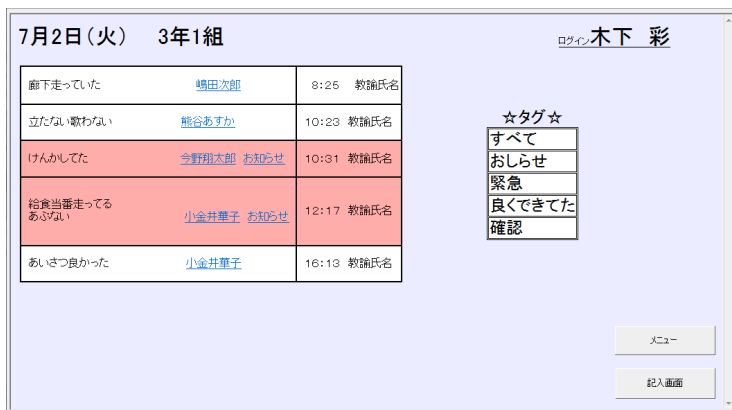 7月2日(火) 3年1組
ログイン木下 彩
廊下走っていた 嶋田次郎 8:25 教諭氏名
立たない歌わない 熊谷あすか 10:23 教諭氏名
けんかしてた 今野翔太郎 お知らせ 10:31 教諭氏名
給食当番走ってる
あぶない 小金井華子 お知らせ 12:17 教諭氏名
あいさつ良かった 小金井華子 16:13 教諭氏名
☆タグ☆
すべて
おしらせ
緊急
良くできてた
確認
メニュー
記入画面